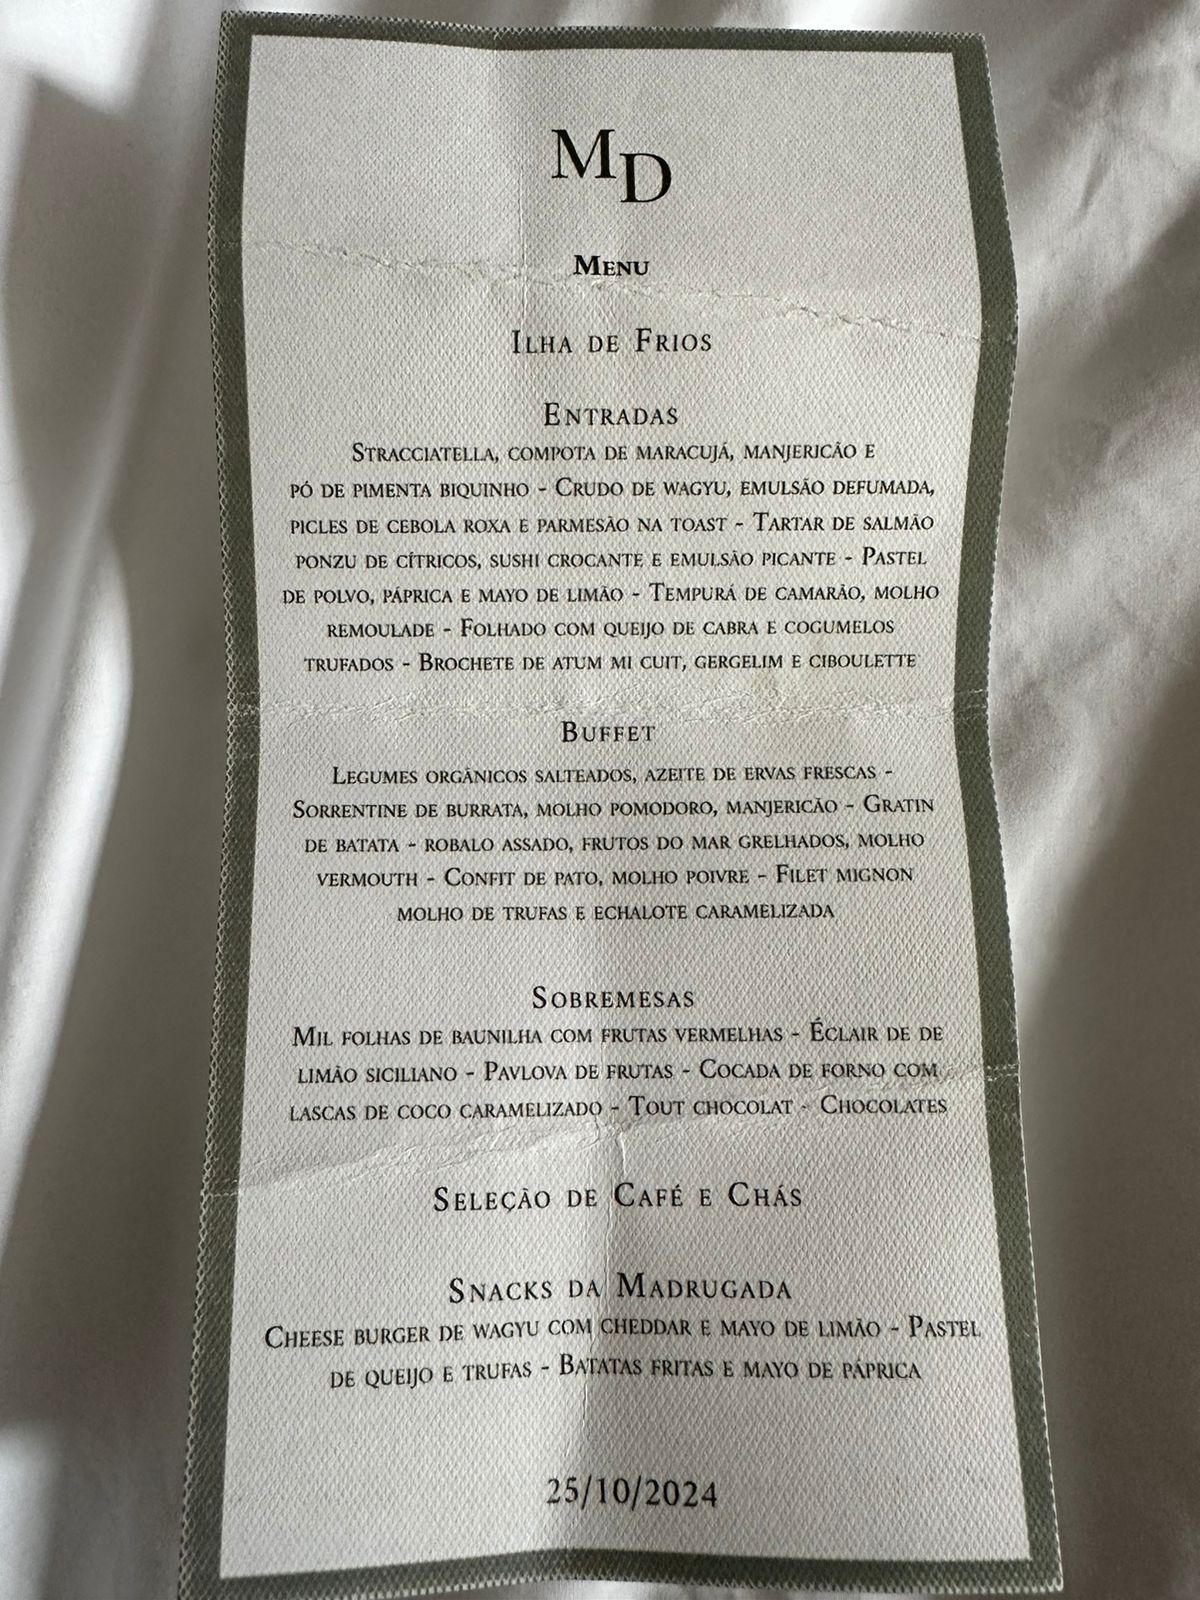 MD
Menu
Ilha de Frios
Entradas
Stracciatella, compota de maracujá, manjericão e
pó de pimenta biquinho - Crudo de wagyu, emulsão defumada,
picles de cebola roxa e parmesão na toast - Tartar de salmão
ponzu de cítricos, sushi crocante e emulsão picante - Pastel
de polvo, páprica e mayo de limão - Tempurá de camarão, molho
remoulade - Folhado com queijo de cabra e cogumelos
trufados - Brochete de atum mi cuit, gergelim e ciboulette
Buffet
Legumes orgânicos salteados, azeite de ervas frescas -
Sorrentine de burrata, molho pomodoro, manjericão - Gratin
de batata - robalo assado, frutos do mar grelhados, molho
vermouth - Confit de pato, molho poivre - Filet mignon
molho de trufas e echalote caramelizada
Sobremesas
Mil folhas de baunilha com frutas vermelhas - Éclair de de
limão siciliano - Pavlova de frutas - Cocada de forno com
lascas de coco caramelizado - Tout chocolat - Chocolates
Seleção de Café e Chás
Snacks da Madrugada
Cheese burger de wagyu com cheddar e mayo de limão - Pastel
de queijo e trufas - Batatas fritas e mayo de páprica
25/10/2024